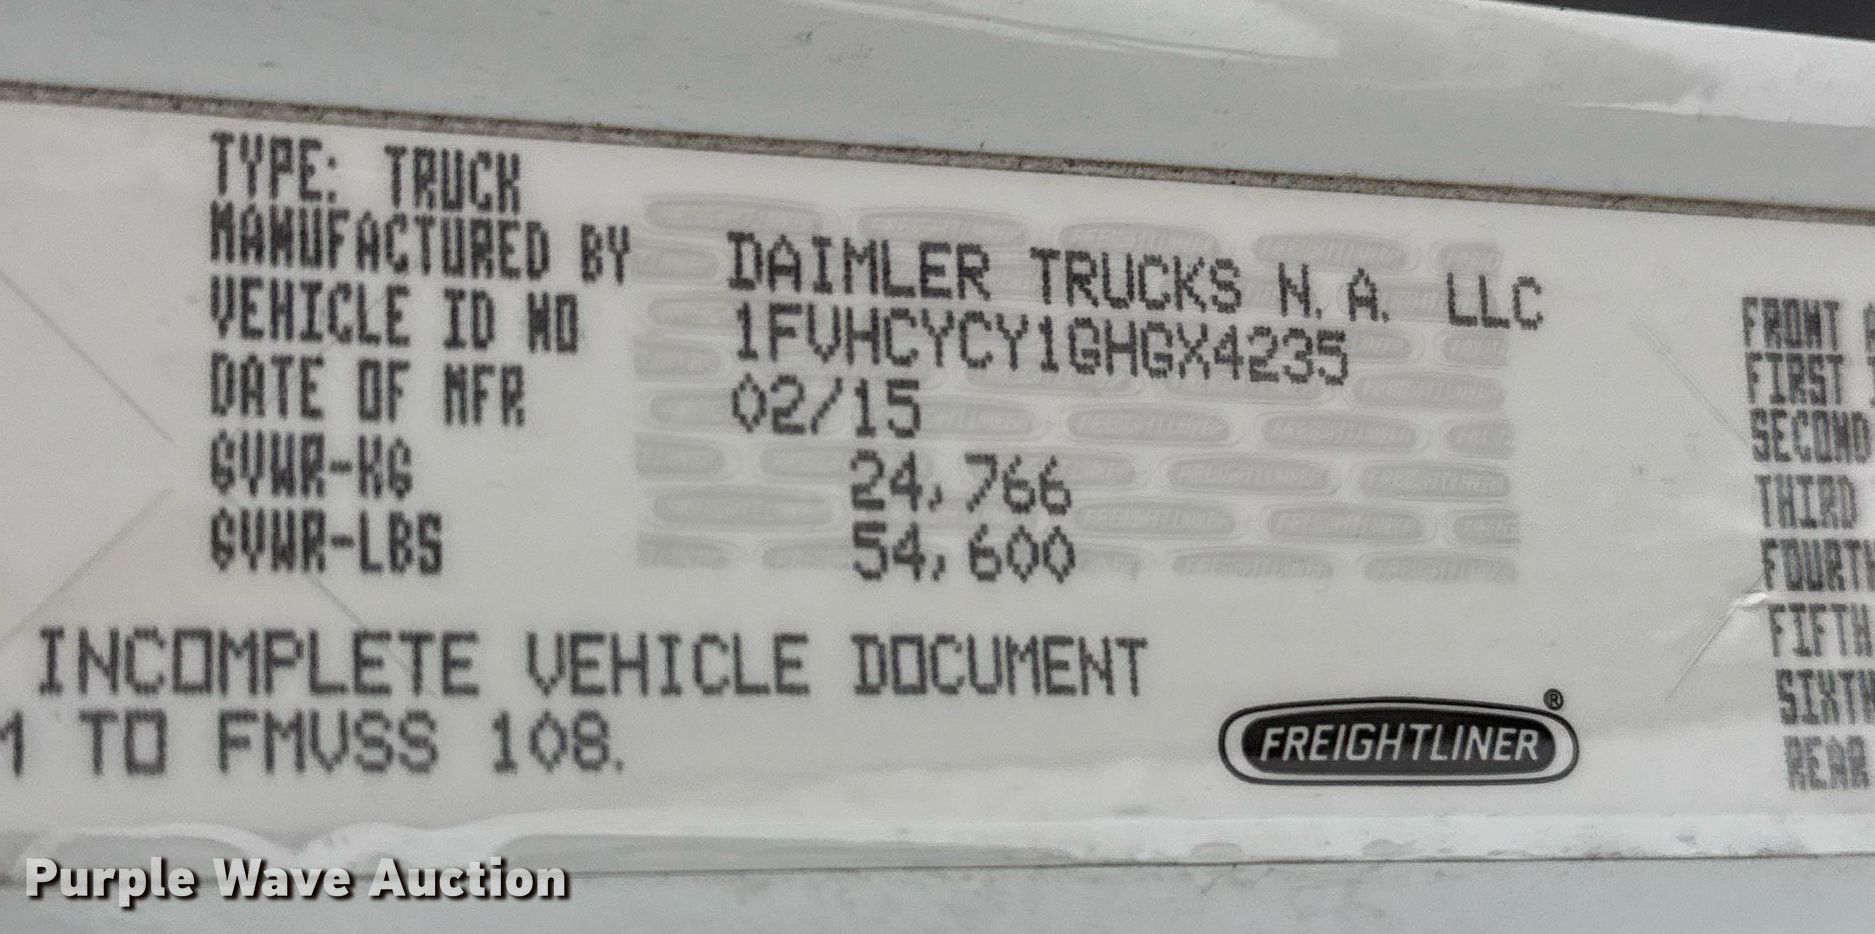 TYPE: TRUCK
MANUFACTURED BY DAIMLER TRUCKS N.A. LLC
VEHICLE ID NO 1FVHCYCY1GHGX4235
DATE OF MFR 02/15
GVWR-KG 24,766
GVWR-LBS 54,600
INCOMPLETE VEHICLE DOCUMENT
M TO FMVSS 108.
FREIGHTLINER®
FRONT
FIRST
SECOND
THIRD
FOURTH
FIFTH
SIXTH
REAR
Purple Wave Auction